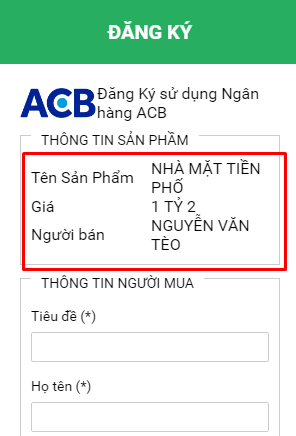 ĐĂNG KÝ
ACB Đăng Ký sử dụng Ngân
hàng ACB
THÔNG TIN SẢN PHẦM
Tên Sản Phẩm NHÀ MẶT TIỀN
PHỐ
Giá 1 TỶ 2
Người bán NGUYỄN VĂN
TÈO
THÔNG TIN NGƯỜI MUA
Tiêu đề (*)
Họ tên (*)